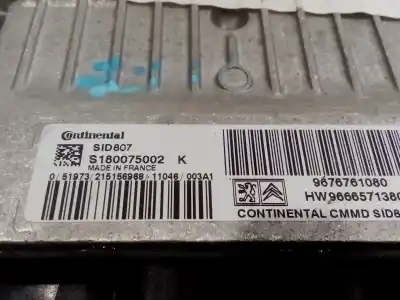 Continental
SID807
S180075002 K
MADE IN FRANCE
0/51973/215156968-11046/003A1
9676761080
HW9666571380
CONTINENTAL CMMD SID8